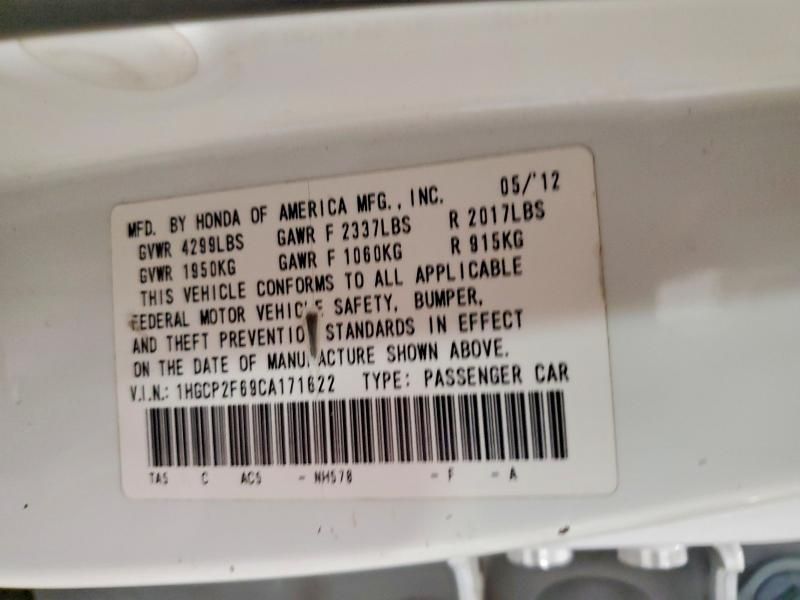 MFD. BY HONDA OF AMERICA MFG., INC. 05/'12
GVWR 4299LBS GAWR F 2337LBS R 2017LBS
GVWR 1950KG GAWR F 1060KG R 915KG
THIS VEHICLE CONFORMS TO ALL APPLICABLE
FEDERAL MOTOR VEHICLE SAFETY, BUMPER,
AND THEFT PREVENTION STANDARDS IN EFFECT
ON THE DATE OF MANUFACTURE SHOWN ABOVE.
V.I.N.: 1HGCP2F69CA171622 TYPE: PASSENGER CAR
TA5 C AC5 - NH578 - F - A